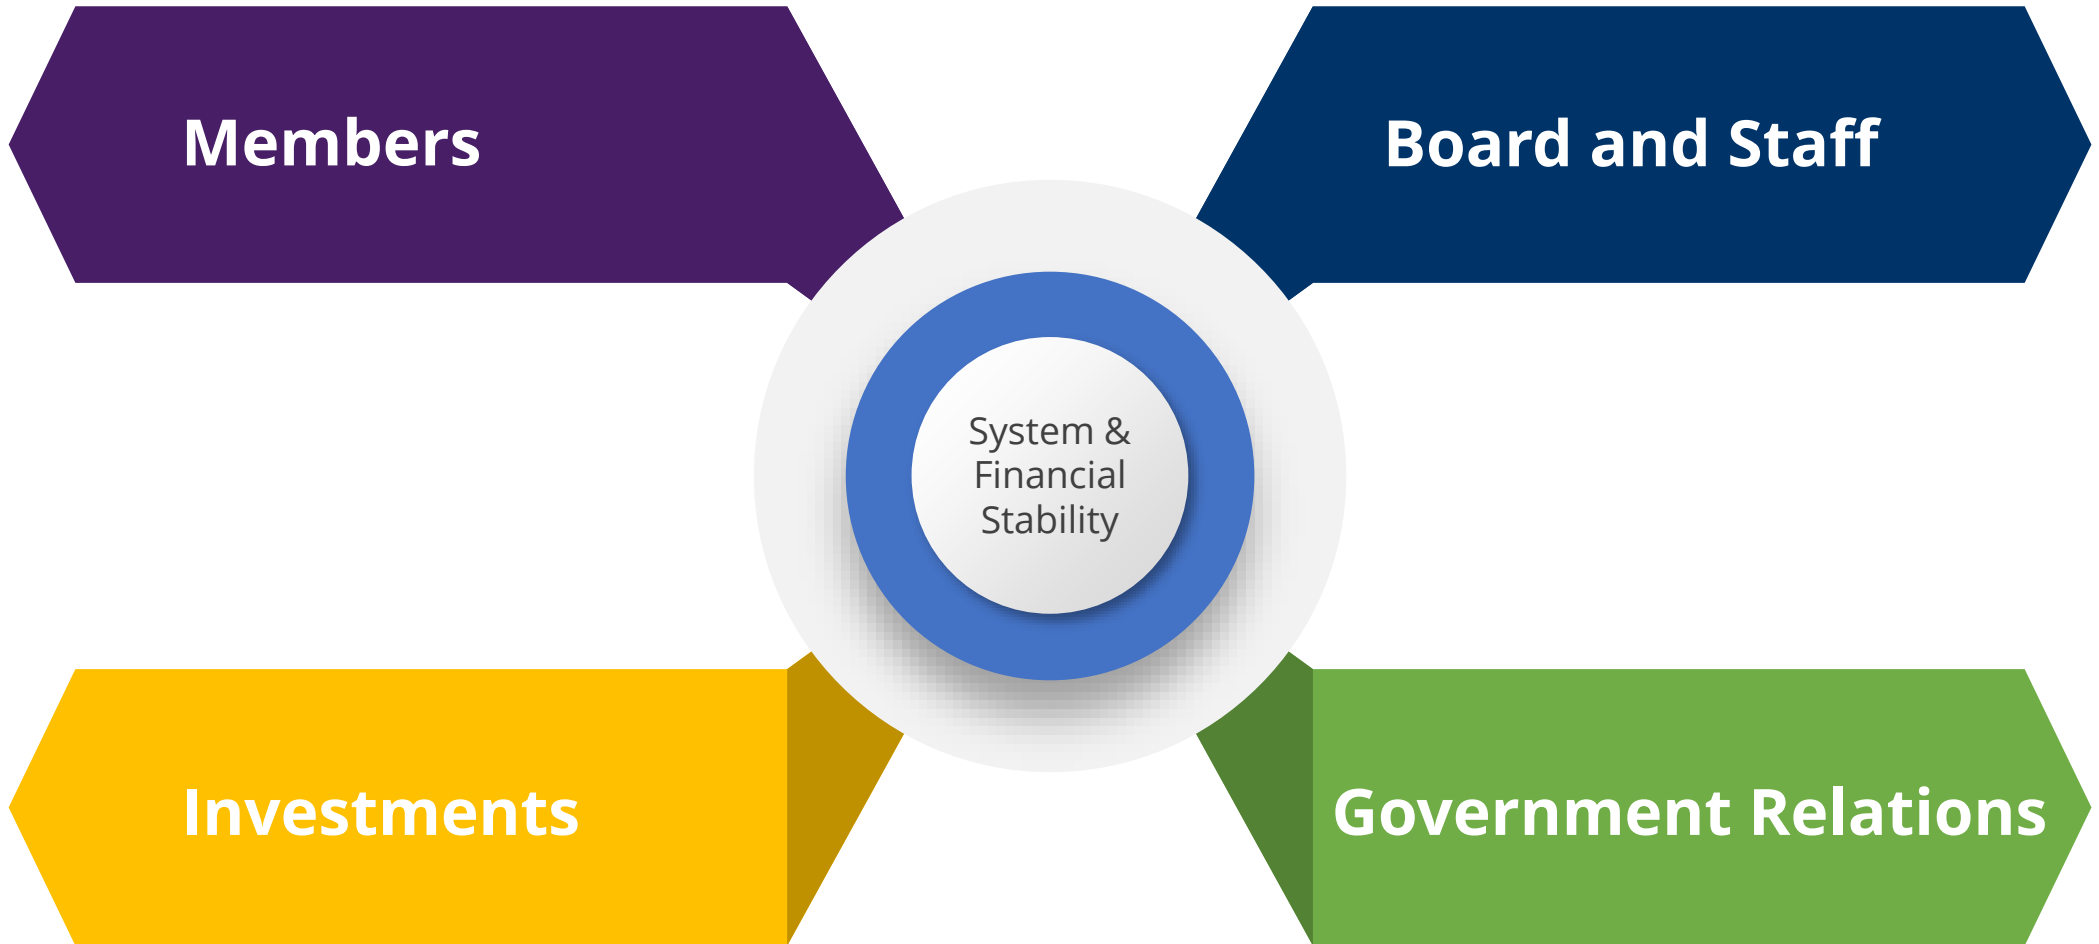 Members
Board and Staff
System &
Financial
Stability
Investments
Government Relations